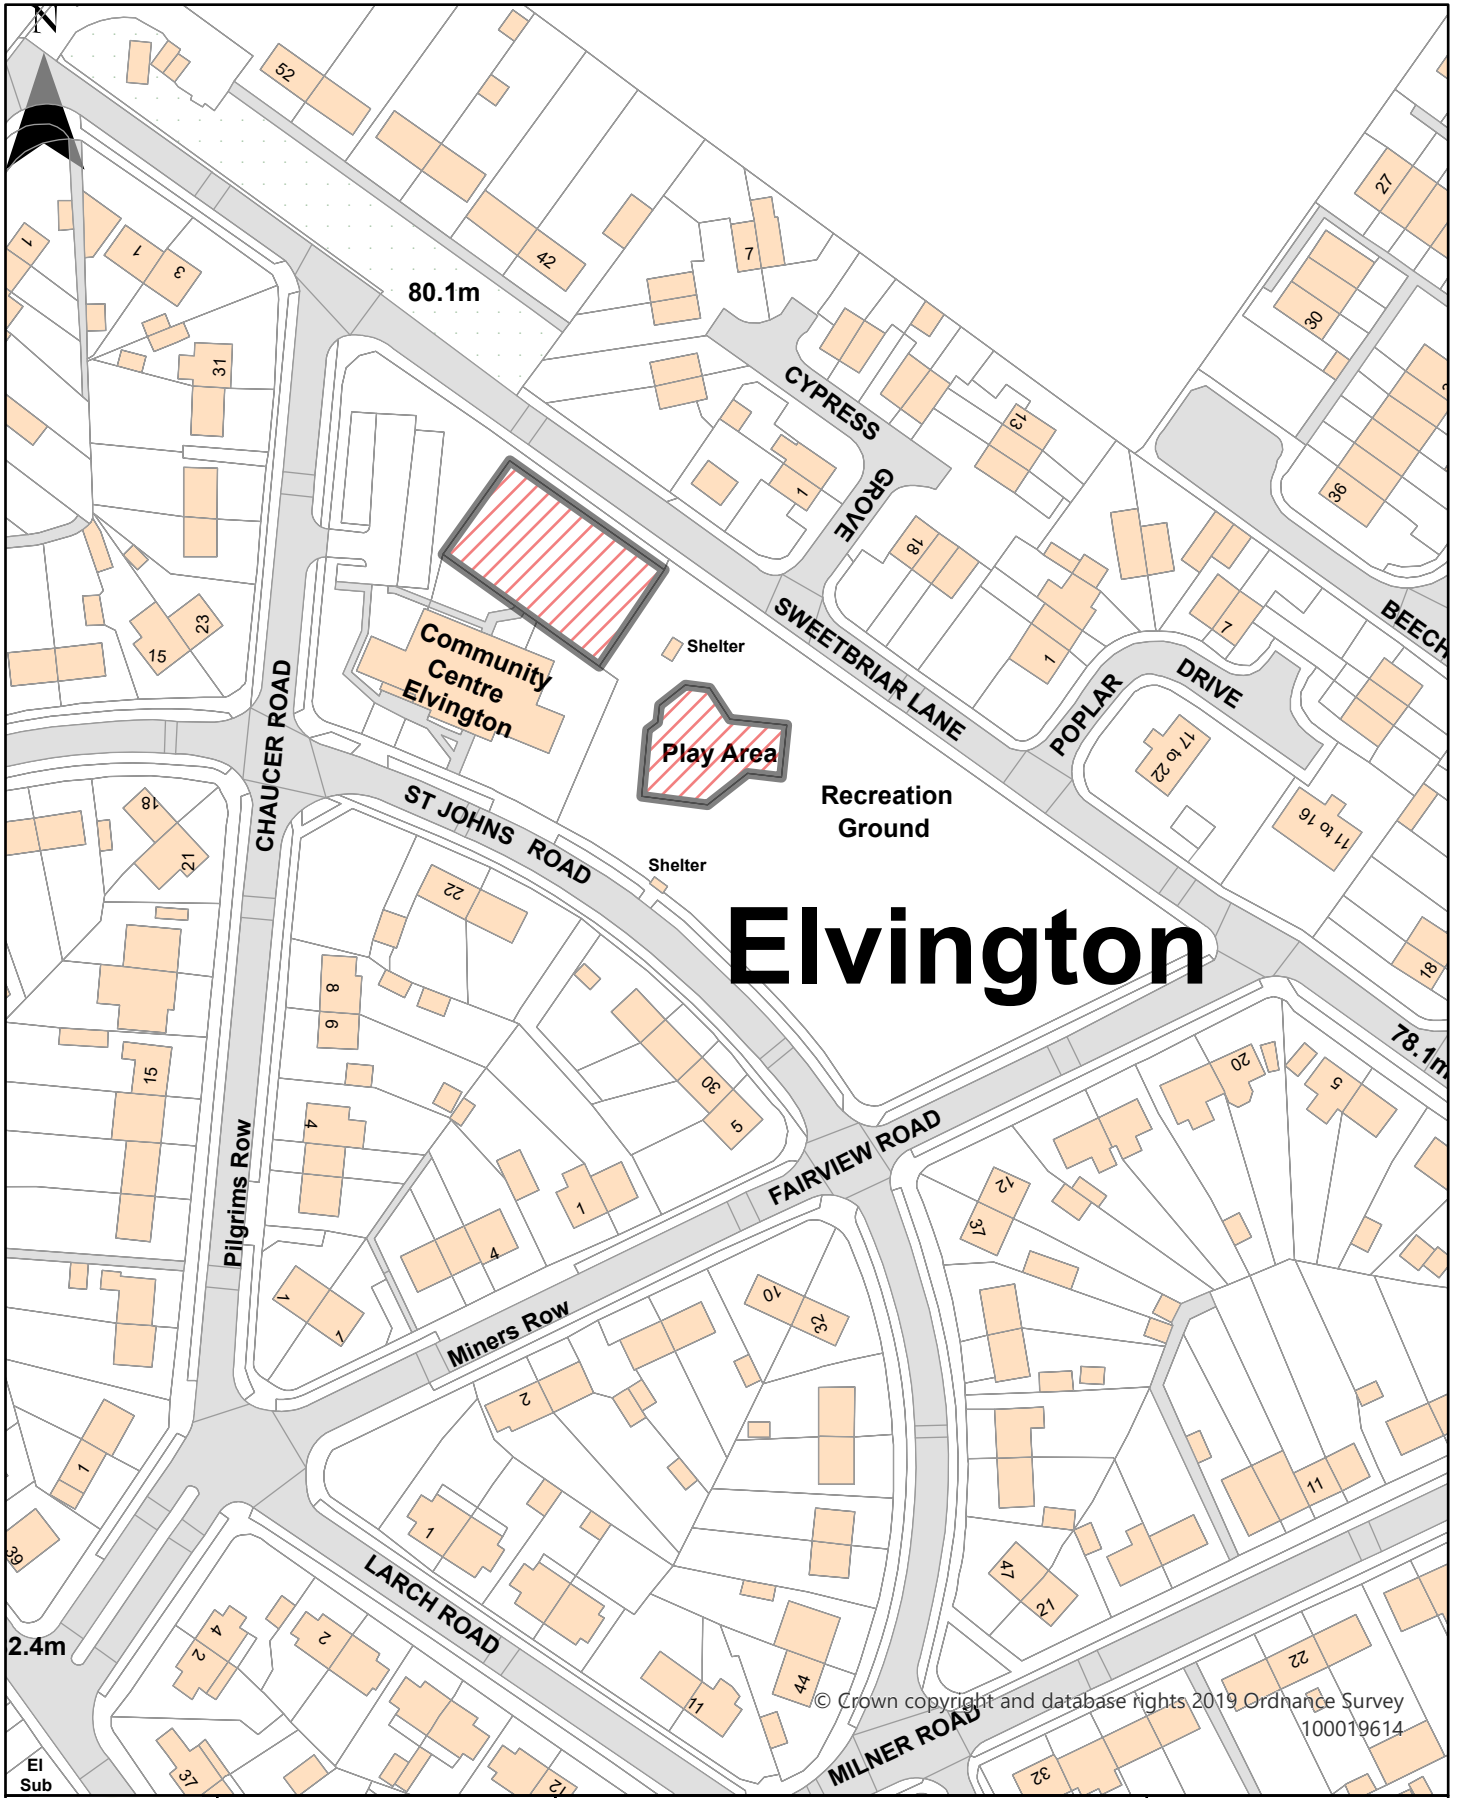 N
52
27
1
1
3
42
7
80.1m
30
31
CYPRESS
13
36
GROVE
1
18
23
15
Community
Centre
Elvington
Shelter
SWEETBRIAR LANE
1
7
BEECH
DRIVE
POPLAR
CHAUCER ROAD
Play Area
17 to 22
Recreation
Ground
11 to 16
18
21
ST JOHNS ROAD
Shelter
22
Elvington
18
8
6
78.1m
15
30
5
20
5
4
FAIRVIEW ROAD
Pilgrims Row
1
4
12
37
1
1
Miners Row
10
32
2
1
11
39
1
47
21
LARCH ROAD
2.4m
4
2
2
11
44
22
© Crown copyright and database rights 2019 Ordnance Survey
100019614
MILNER ROAD
El
Sub
37
12
32